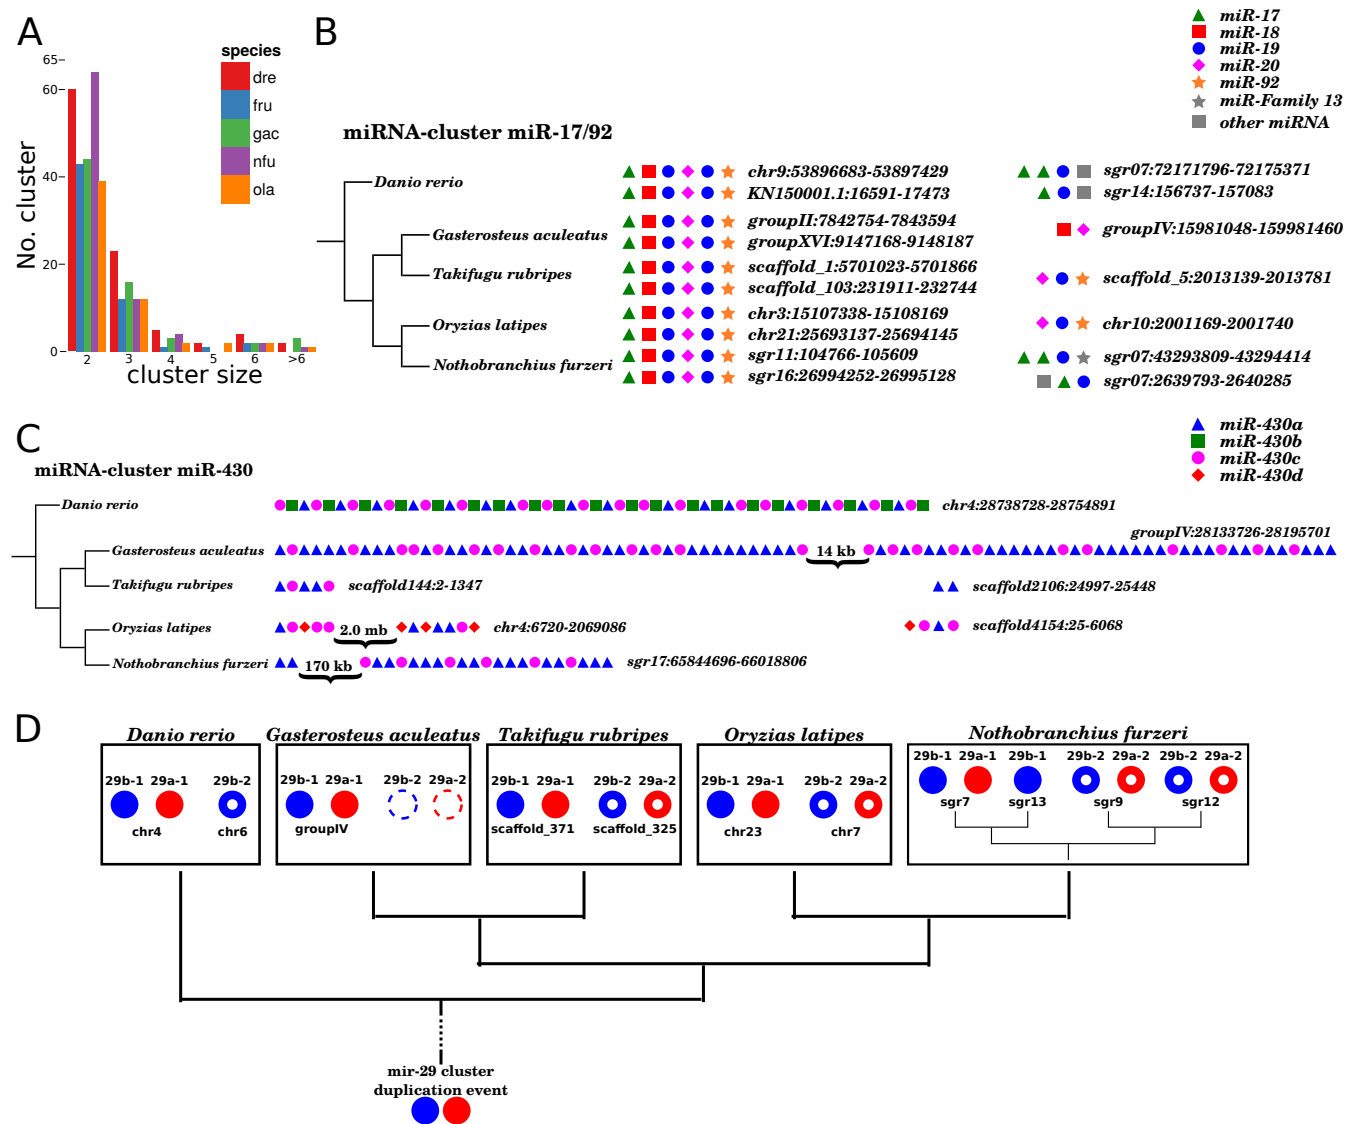 A
species
65
60
40
20
0
No. cluster
dre
fru
gac
nfu
ola
2 3 4 5 6 >6
cluster size
B
miR-17
miR-18
miR-19
miR-20
miR-92
miR-Family 13
other miRNA
miRNA-cluster miR-17/92
Danio rerio
Gasterosteus aculeatus
Takifugu rubripes
Oryzias latipes
Nothobranchius furzeri
chr9:53896683-53897429
KN150001.1:16591-17473
groupII:7842754-7843594
groupXVI:9147168-9148187
scaffold_1:5701023-5701866
scaffold_103:231911-232744
chr3:15107338-15108169
chr21:25693137-25694145
sgr11:104766-105609
sgr16:26994252-26995128
sgr07:72171796-72175371
sgr14:156737-157083
groupIV:15981048-159981460
scaffold_5:2013139-2013781
chr10:2001169-2001740
sgr07:43293809-43294414
sgr07:2639793-2640285
C
miR-430a
miR-430b
miR-430c
miR-430d
miRNA-cluster miR-430
Danio rerio
chr4:28738728-28754891
Gasterosteus aculeatus
14 kb
groupIV:28133726-28195701
Takifugu rubripes
scaffold144:2-1347
scaffold2106:24997-25448
Oryzias latipes
2.0 mb
chr4:6720-2069086
scaffold4154:25-6068
Nothobranchius furzeri
170 kb
sgr17:65844696-66018806
D
Danio rerio
29b-1 29a-1 29b-2
chr4 chr6
Gasterosteus aculeatus
29b-1 29a-1 29b-2 29a-2
groupIV
Takifugu rubripes
29b-1 29a-1 29b-2 29a-2
scaffold_371 scaffold_325
Oryzias latipes
29b-1 29a-1 29b-2 29a-2
chr23 chr7
Nothobranchius furzeri
29b-1 29a-1 29b-1 29b-2 29a-2 29b-2 29a-2
sgr7 sgr13 sgr9 sgr12
mir-29 cluster
duplication event